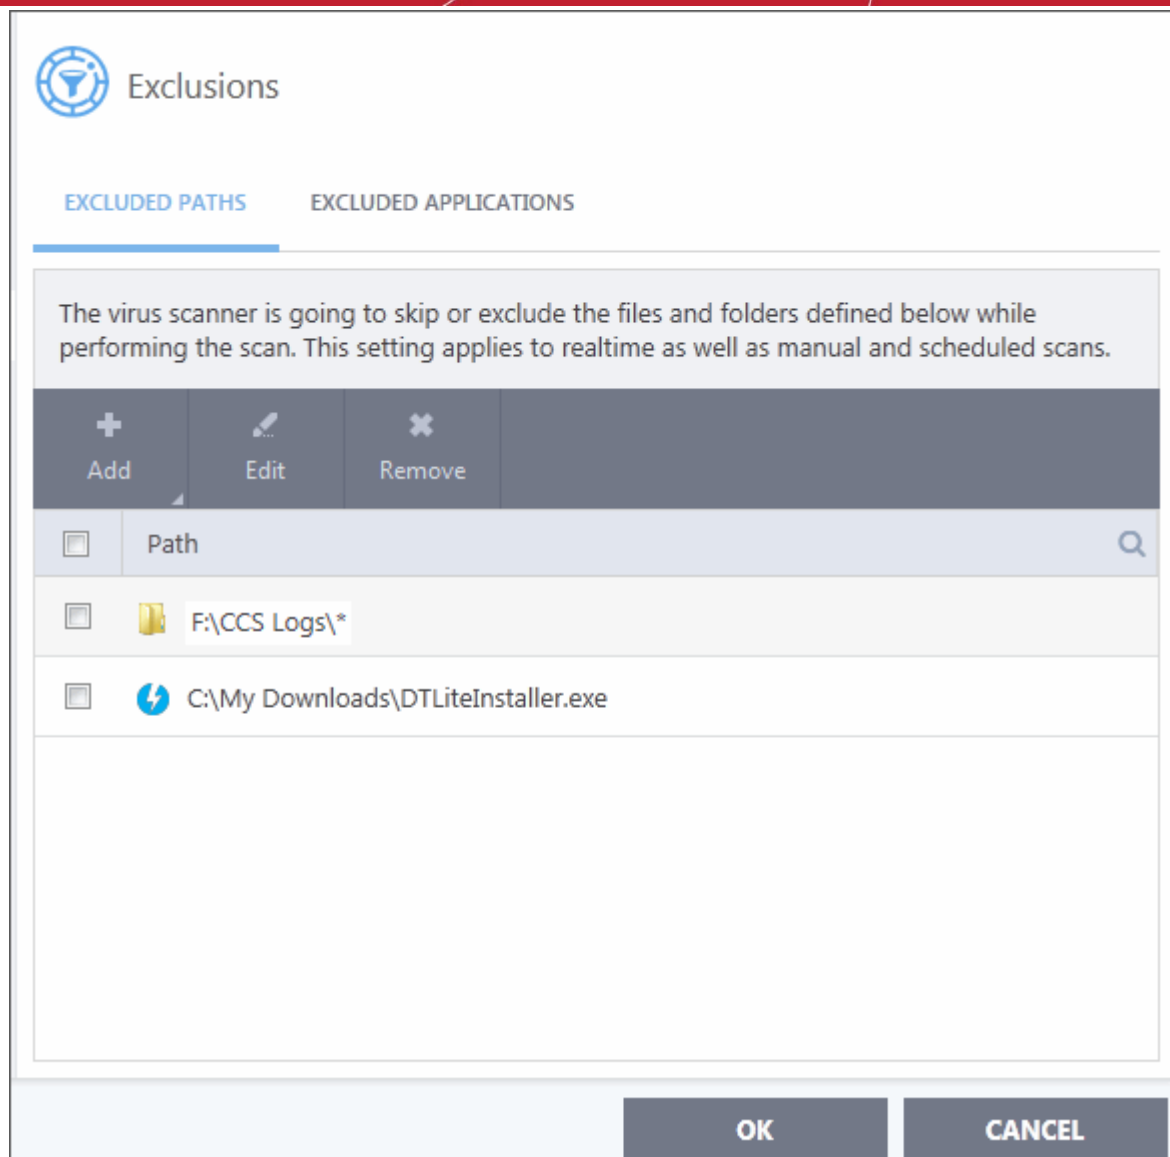 Exclusions
EXCLUDED PATHS EXCLUDED APPLICATIONS
The virus scanner is going to skip or exclude the files and folders defined below while
performing the scan. This setting applies to realtime as well as manual and scheduled scans.
Add Edit Remove
Path
F:\CCS Logs\*
C:\My Downloads\DTLiteInstaller.exe
OK CANCEL